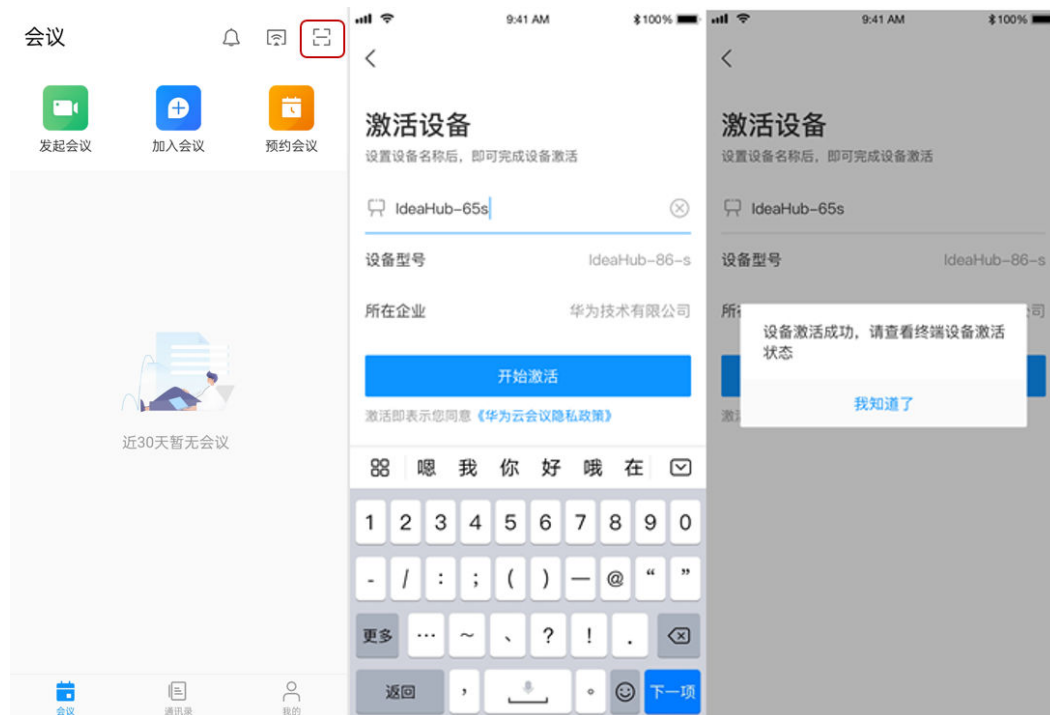 会议
发起会议
加入会议
预约会议
近30天暂无会议
会议
通讯录
我的
9:41 AM
100%
激活设备
设置设备名称后，即可完成设备激活
IdeaHub-65s
设备型号
IdeaHub-86-s
所在企业
华为技术有限公司
开始激活
激活即表示您同意《华为云会议隐私政策》
嗯 我 你 好 哦 在
1 2 3 4 5 6 7 8 9 0
- / : ; ( ) — @ “ ”
更多 … ~ 、 ? ! .
返回 ， 。 下一项
9:41 AM
100%
激活设备
设置设备名称后，即可完成设备激活
IdeaHub-65s
设备型号
IdeaHub-86-s
所
司
设备激活成功，请查看终端设备激活
状态
我知道了
激